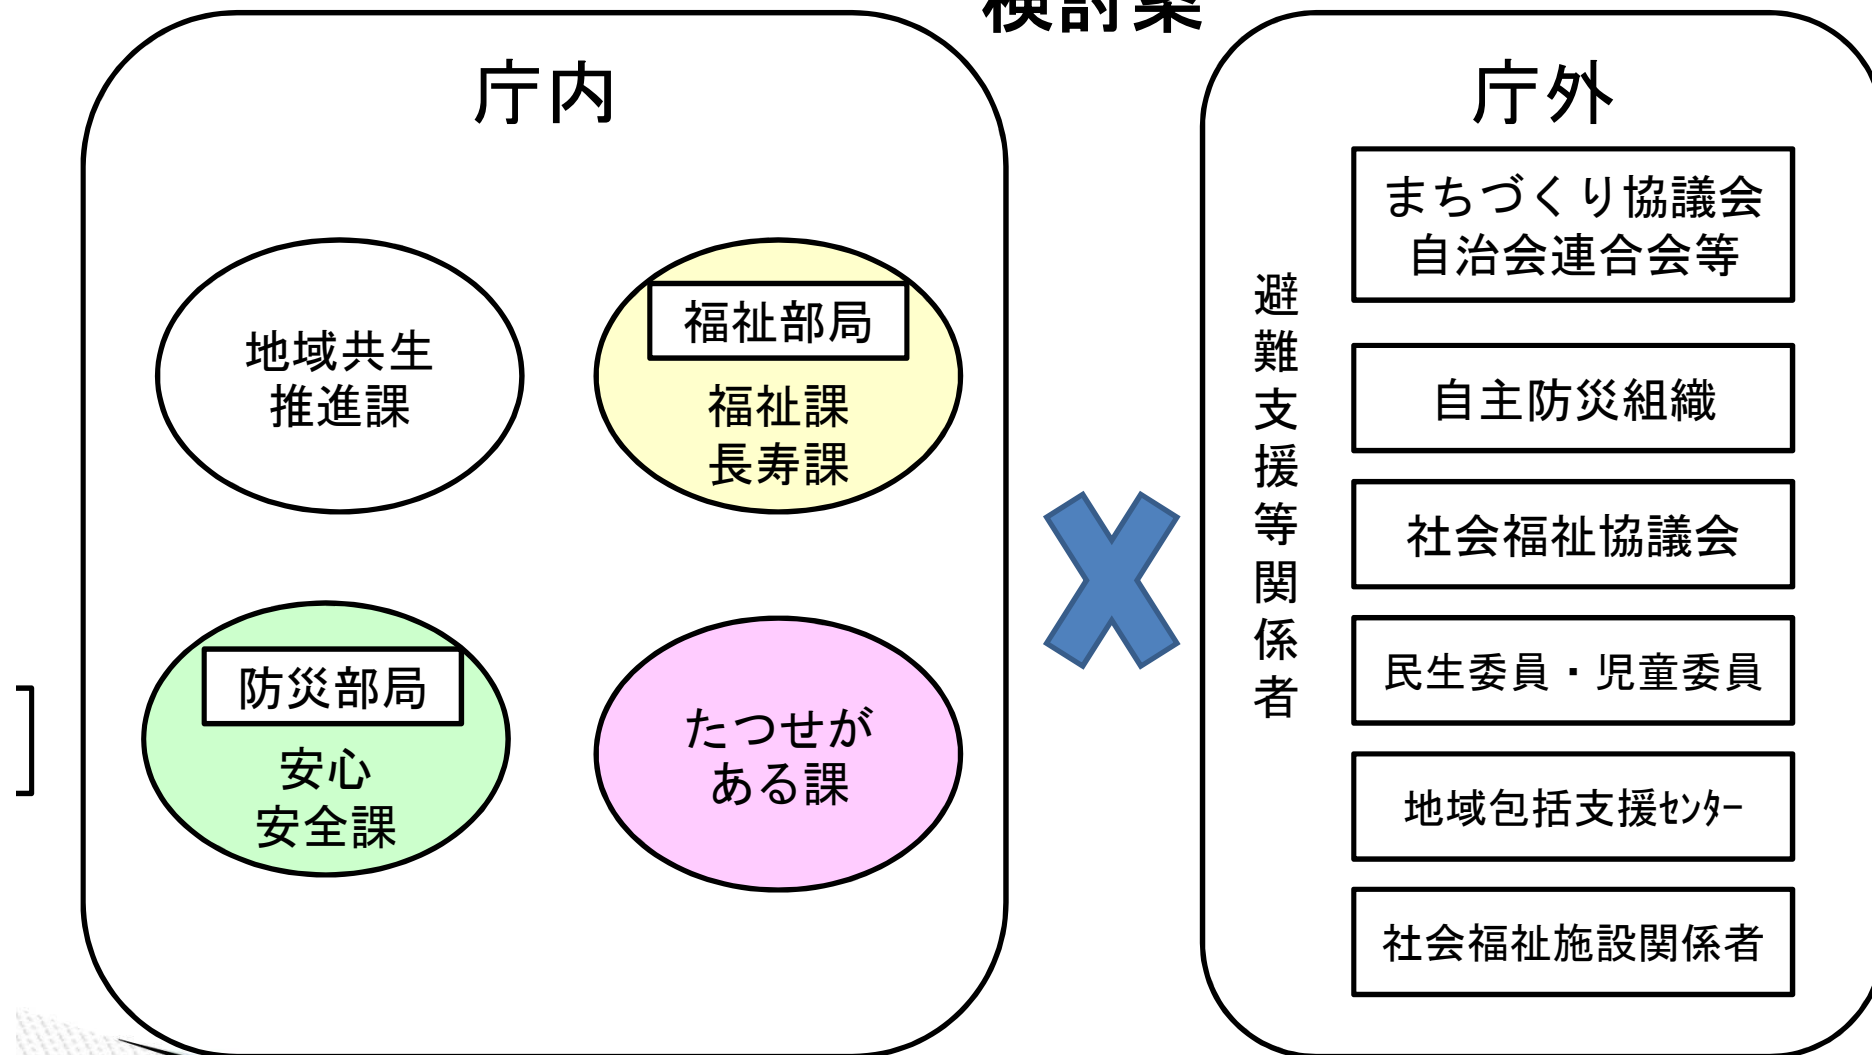 検討案
庁内
地域共生
推進課
福祉部局
福祉課
長寿課
防災部局
安心
安全課
たつせが
ある課
庁外
避難支援等関係者
まちづくり協議会
自治会連合会等
自主防災組織
社会福祉協議会
民生委員・児童委員
地域包括支援ｾﾝﾀｰ
社会福祉施設関係者